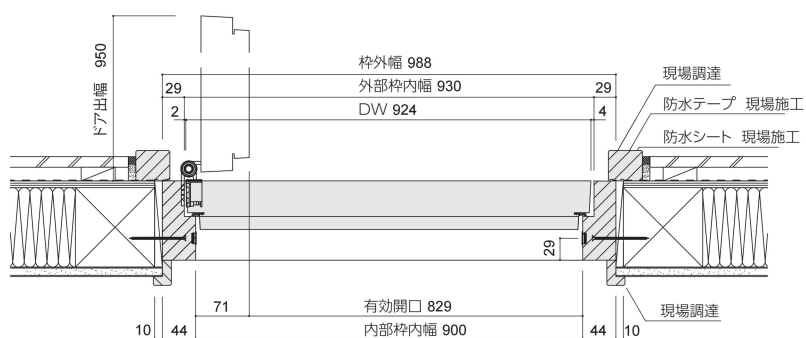 ドア出幅 950
枠外幅 988
29 外部枠内幅 930 29
2 DW 924 4
現場調達
防水テープ 現場施工
防水シート 現場施工
29
71 有効開口 829
現場調達
10 44 内部枠内幅 900 44 10